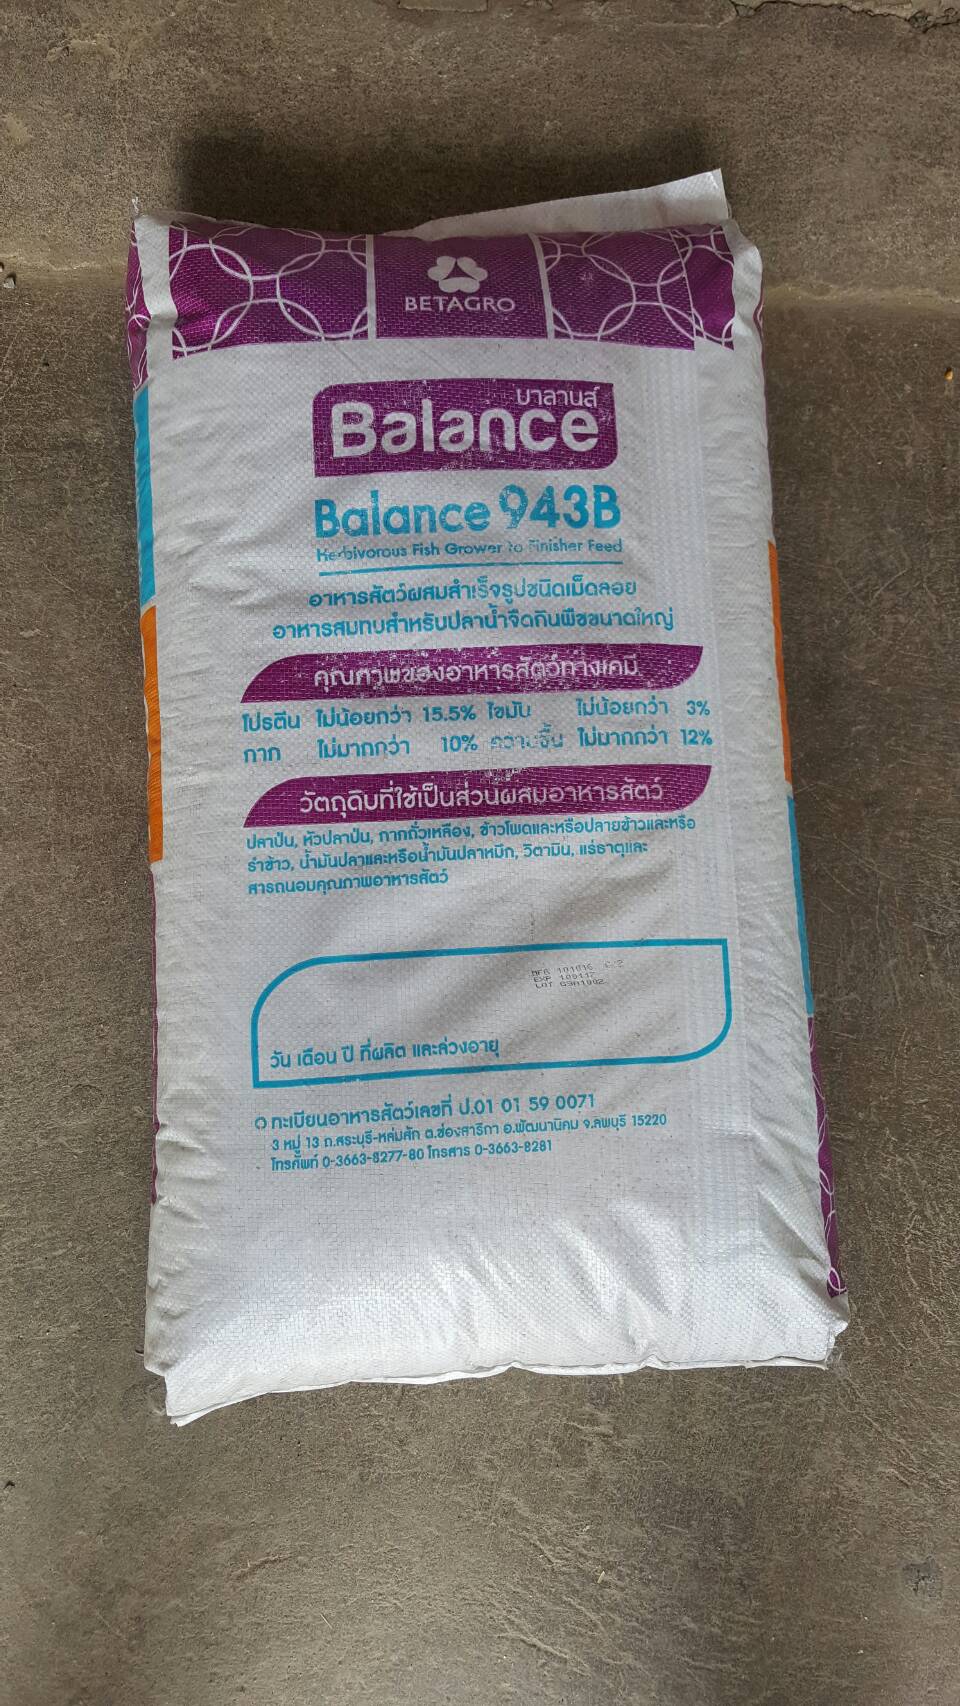 BETAGRO
บาลานส์
Balance
Balance 943B
Herbivorous Fish Grower to Finisher Feed
อาหารสัตว์ผสมสำเร็จรูปชนิดเม็ดลอย
อาหารสมทบสำหรับปลาน้ำจืดกินพืชขนาดใหญ่
คุณภาพของอาหารสัตว์ทางเคมี
โปรตีน ไม่น้อยกว่า 15.5% ไขมัน ไม่น้อยกว่า 3%
กาก ไม่มากกว่า 10% ความชื้น ไม่มากกว่า 12%
วัตถุดิบที่ใช้เป็นส่วนผสมอาหารสัตว์
ปลาป่น, หัวปลาป่น, กากถั่วเหลือง, ข้าวโพดและหรือปลายข้าวและหรือ
รำข้าว, น้ำมันปลาและหรือน้ำมันปลาหมึก, วิตามิน, แร่ธาตุและ
สารถนอมคุณภาพอาหารสัตว์
MFG 101016
EXP 100117
LOT
วัน เดือน ปี ที่ผลิต และล่วงอายุ
ทะเบียนอาหารสัตว์เลขที่ ป.01 01 59 0071
3 หมู่ 13 ถ.สระบุรี-หล่มสัก ต.ช่องสาริกา อ.พัฒนานิคม จ.ลพบุรี 15220
โทรศัพท์ 0-3663-8277-80 โทรสาร 0-3663-8281